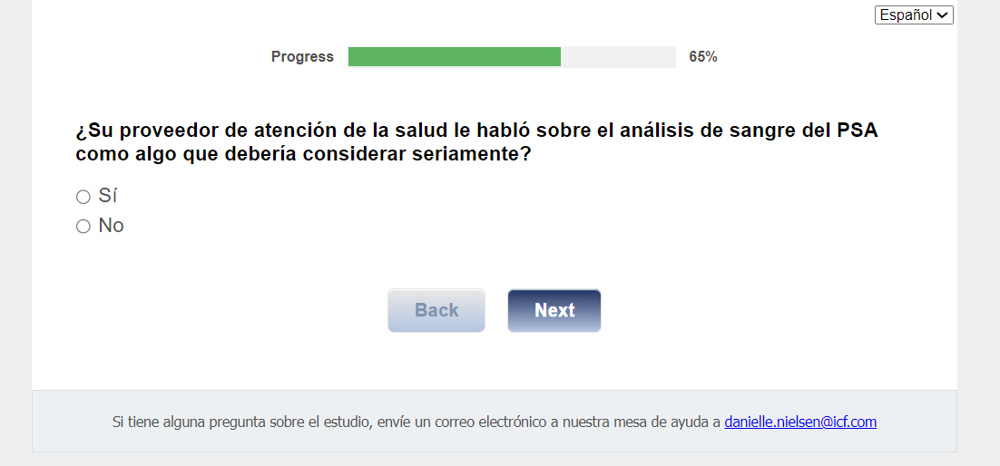 Español
Progress 65%
¿Su proveedor de atención de la salud le habló sobre el análisis de sangre del PSA
como algo que debería considerar seriamente?
Sí
No
Back Next
Si tiene alguna pregunta sobre el estudio, envíe un correo electrónico a nuestra mesa de ayuda a danielle.nielsen@icf.com